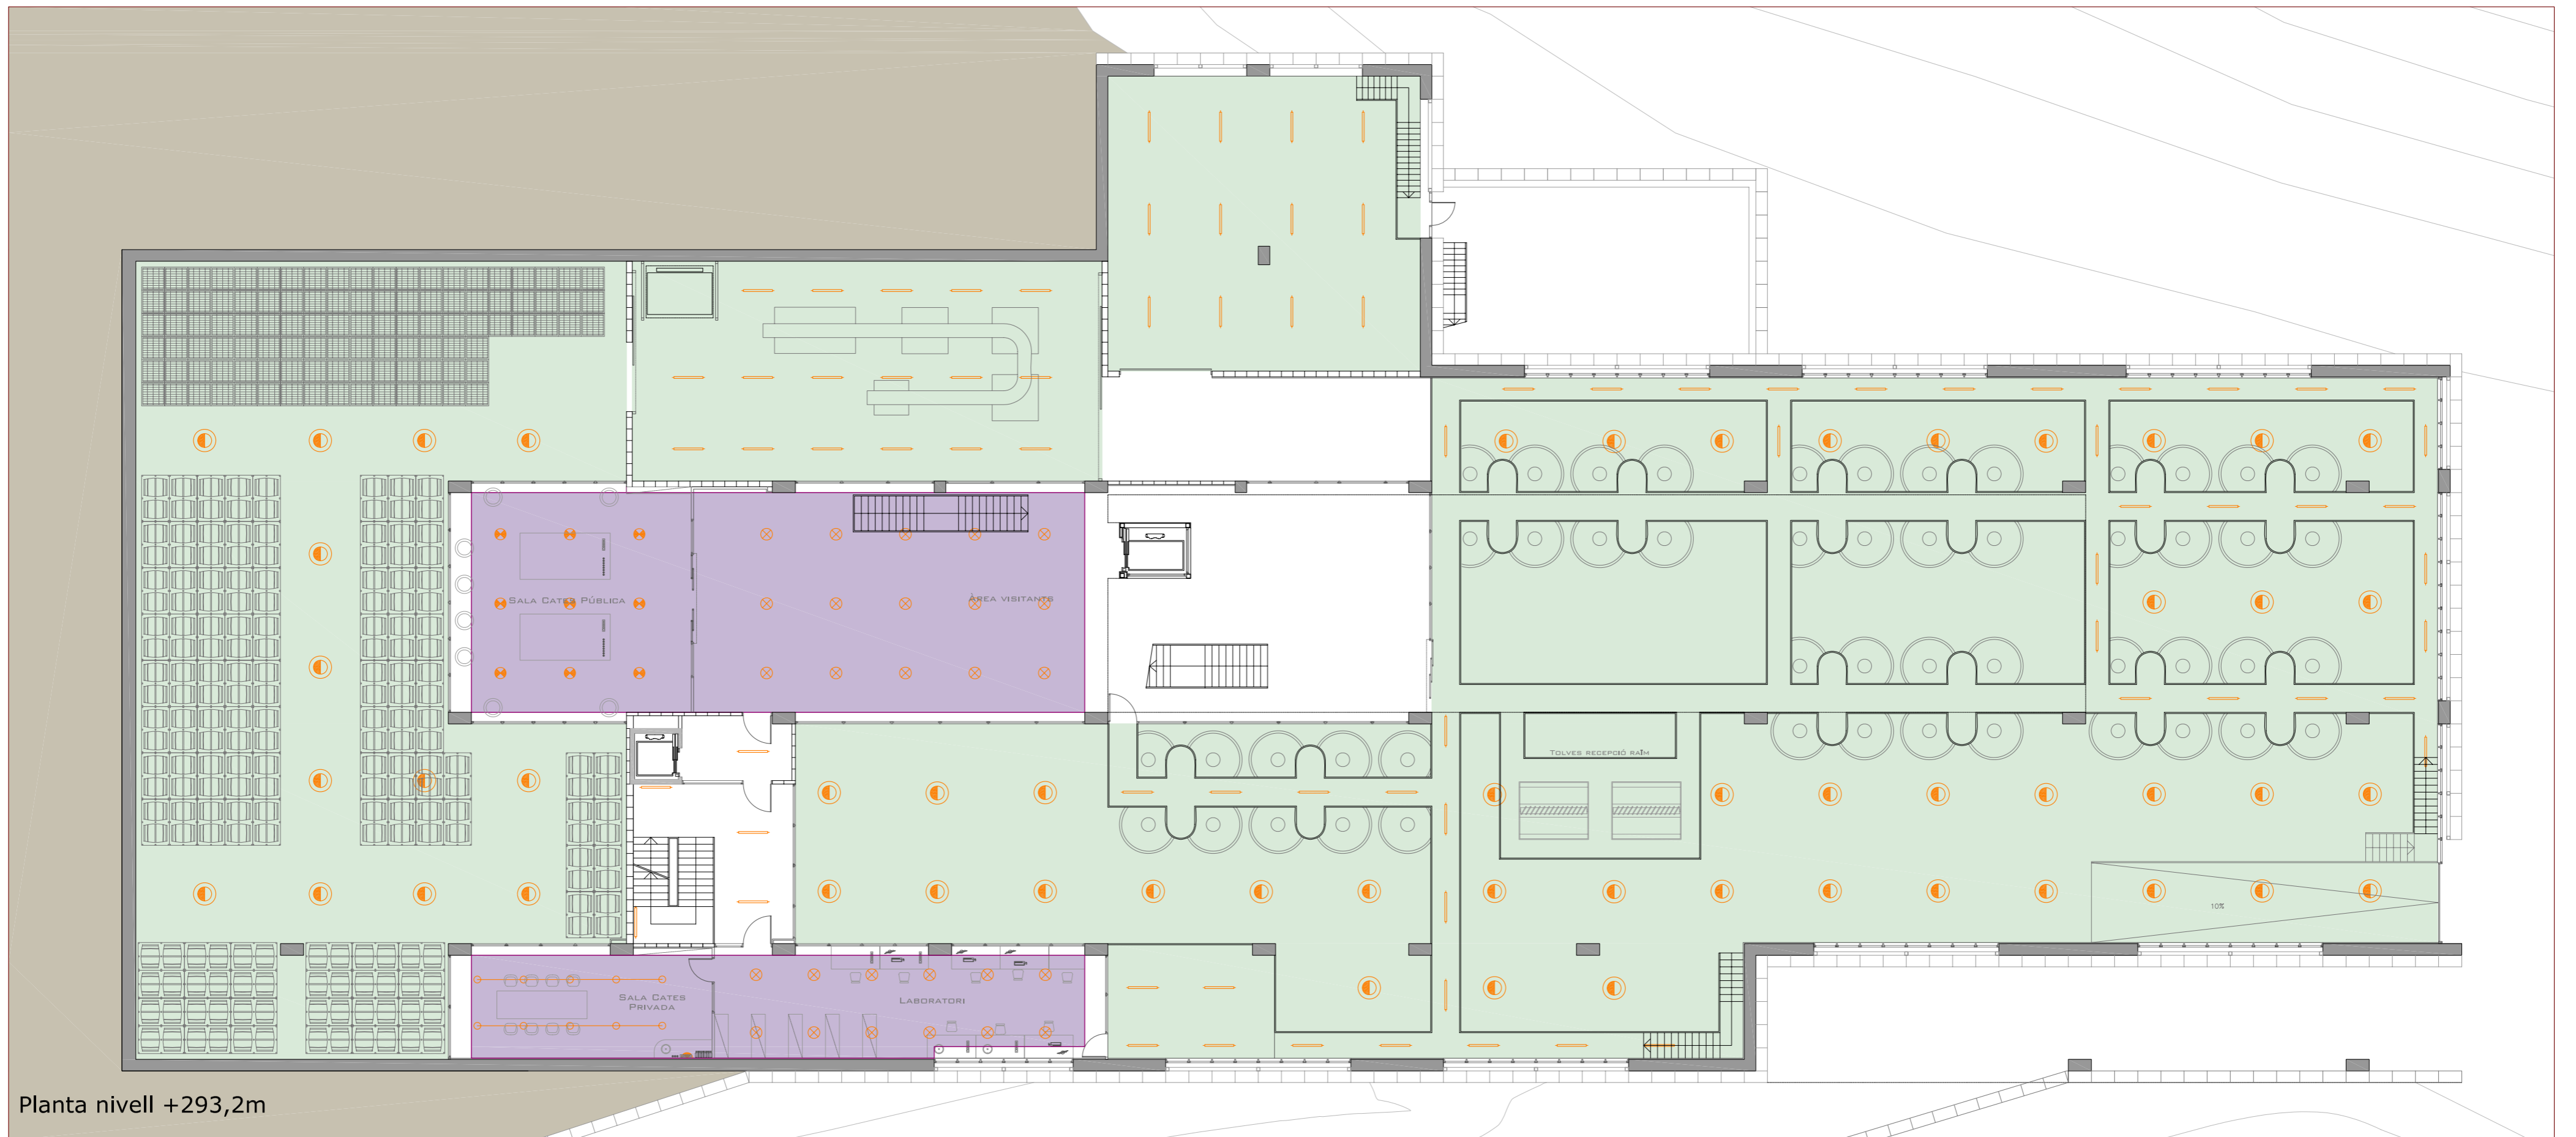 SALA CATES PÚBLICA
ÀREA VISITANTS
TOLVES RECEPCIÓ RAÏM
10%
SALA CATES
PRIVADA
LABORATORI
Planta nivell +293,2m